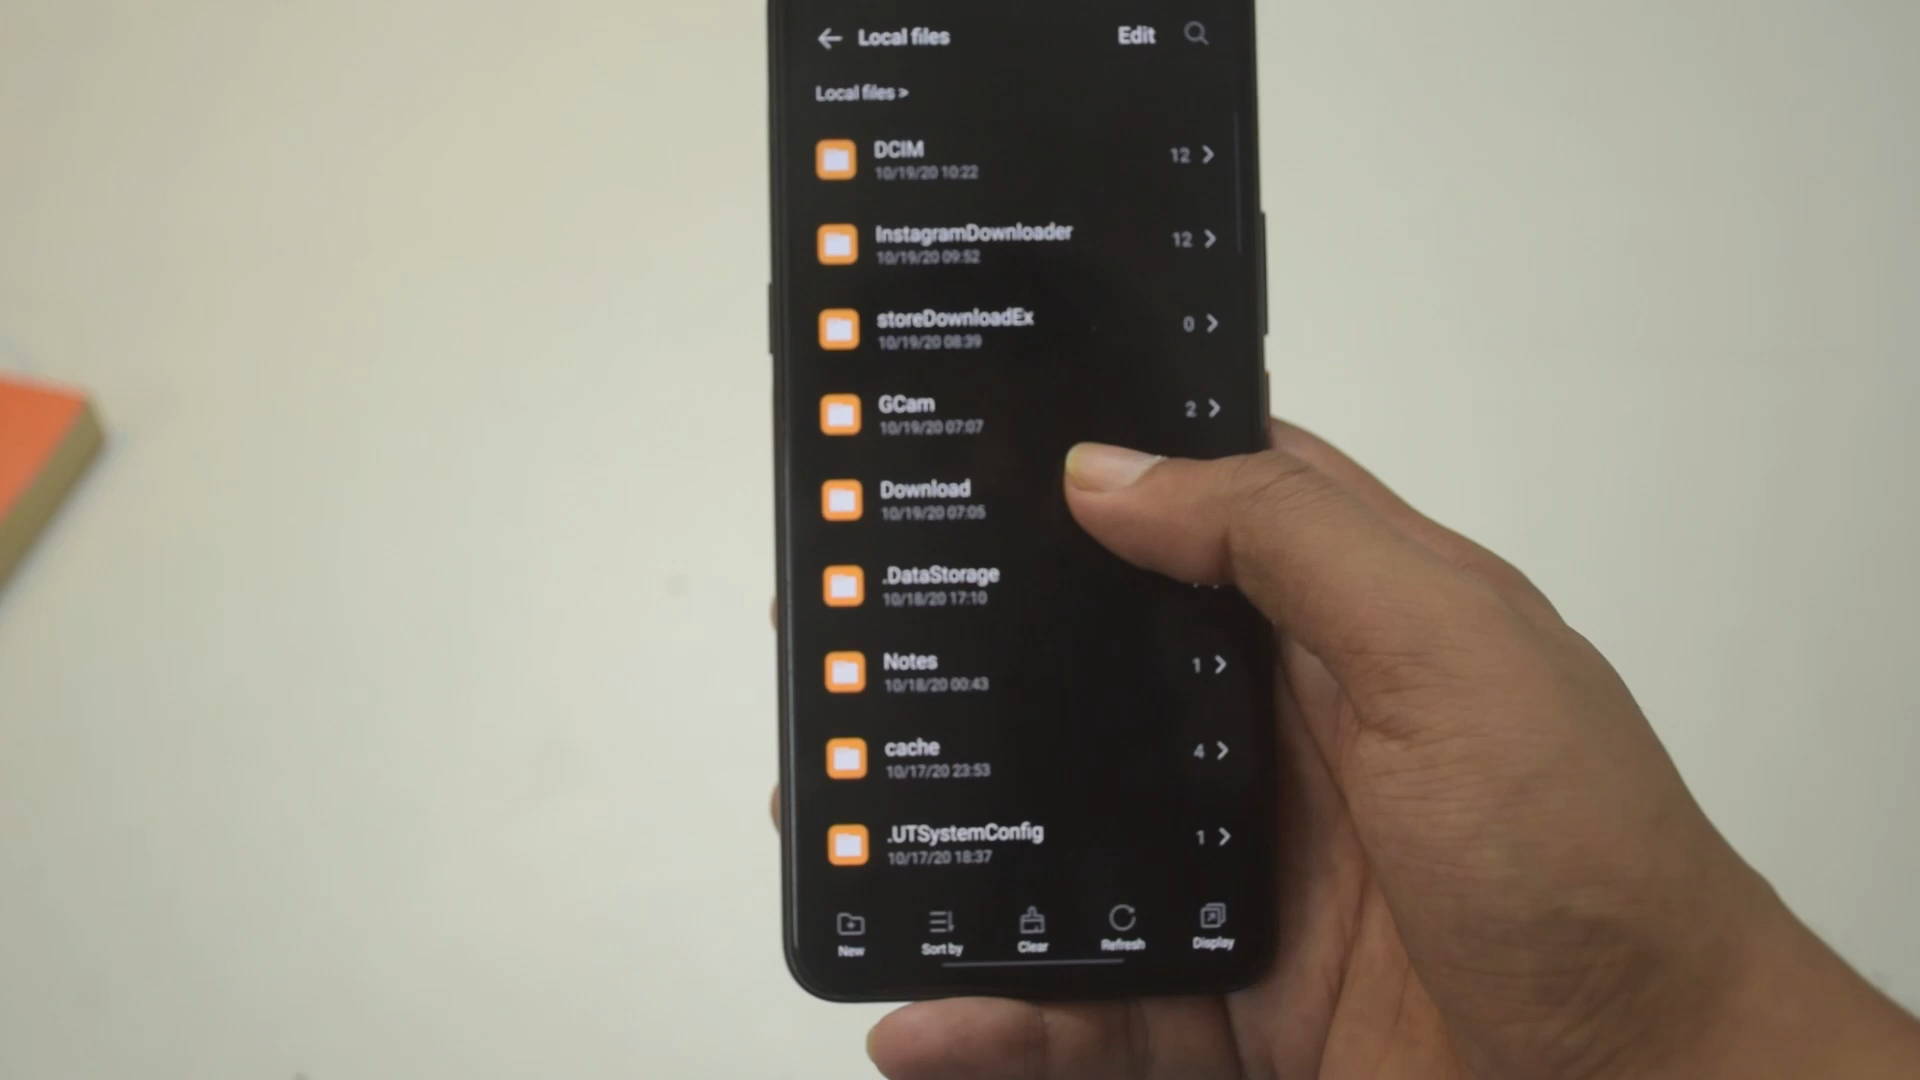 Local files
Edit
Local files >
DCIM
10/19/20 10:22
12
InstagramDownloader
10/19/20 09:52
12
storeDownloadEx
10/19/20 08:39
0
GCam
10/19/20 07:07
2
Download
10/19/20 07:05
.DataStorage
10/18/20 17:10
Notes
10/18/20 00:43
1
cache
10/17/20 23:53
4
.UTSystemConfig
10/17/20 18:37
1
New
Sort by
Clear
Refresh
Display